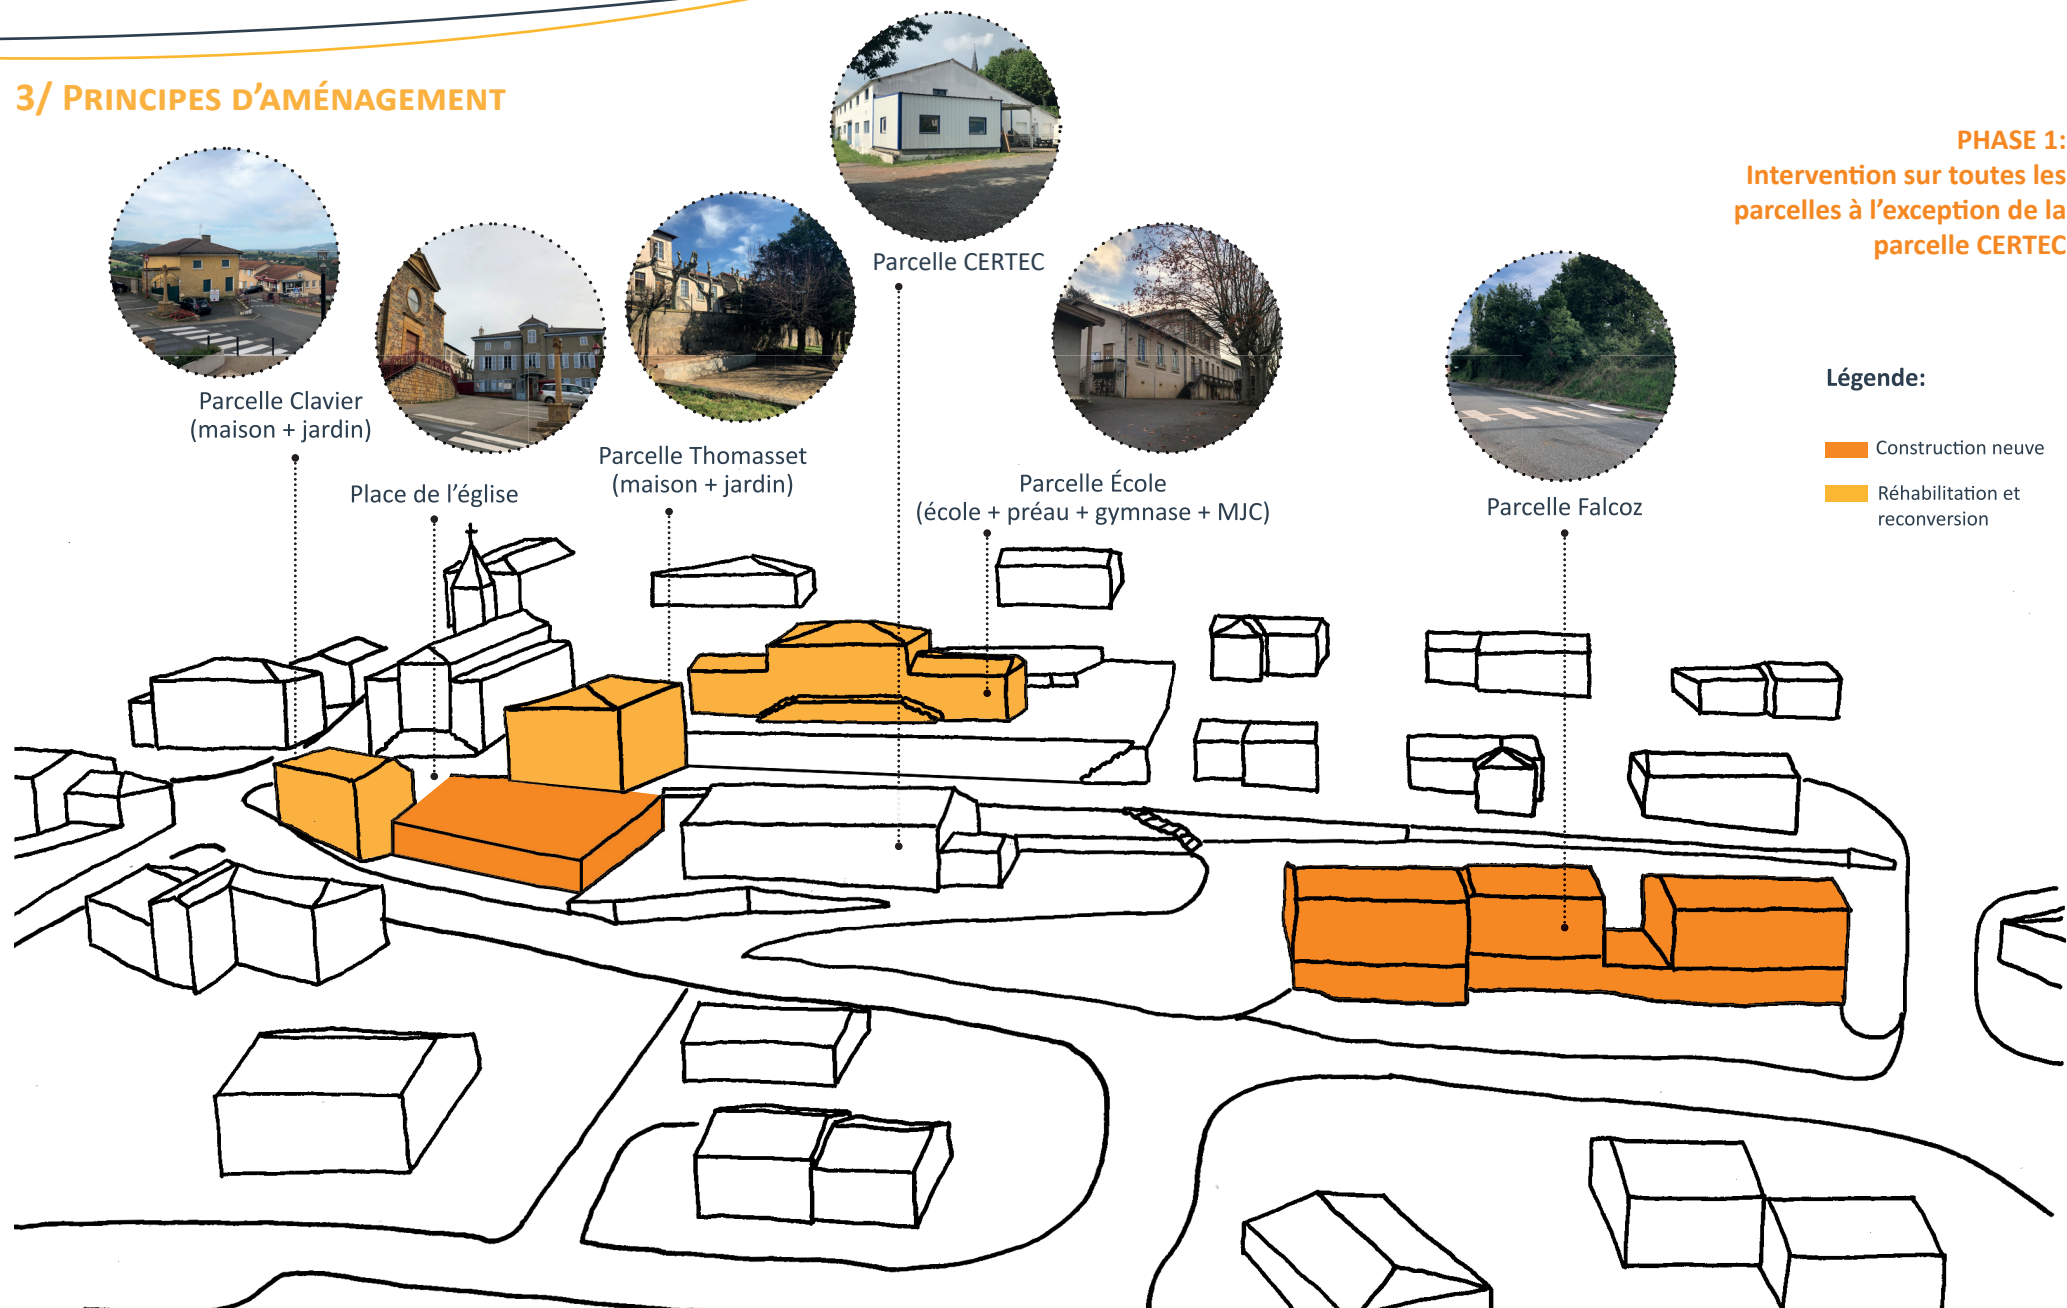 3/ PRINCIPES D'AMÉNAGEMENT
PHASE 1:
Intervention sur toutes les
parcelles à l'exception de la
parcelle CERTEC
Parcelle CERTEC
Parcelle Clavier
(maison + jardin)
Place de l'église
Parcelle Thomasset
(maison + jardin)
Parcelle École
(école + préau + gymnase + MJC)
Parcelle Falcoz
Légende:
Construction neuve
Réhabilitation et
reconversion